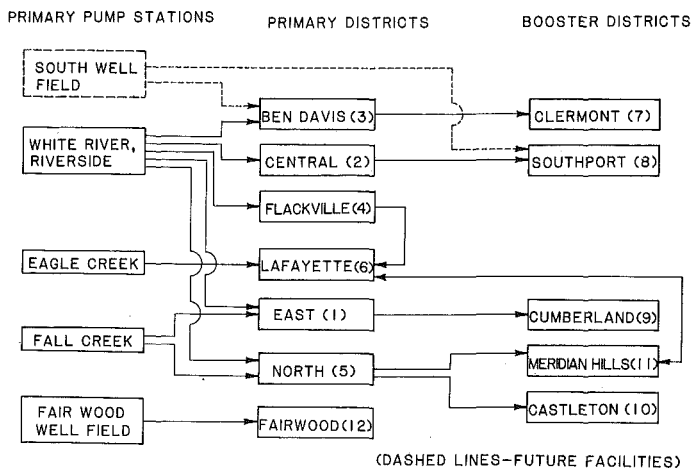 PRIMARY PUMP STATIONS
PRIMARY DISTRICTS
BOOSTER DISTRICTS
SOUTH WELL
FIELD
WHITE RIVER,
RIVERSIDE
EAGLE CREEK
FALL CREEK
FAIR WOOD
WELL FIELD
BEN DAVIS (3)
CENTRAL (2)
FLACKVILLE(4)
LAFAYETTE(6)
EAST (1)
NORTH (5)
FAIRWOOD(12)
CLERMONT (7)
SOUTHPORT (8)
CUMBERLAND(9)
MERIDIAN HILLS(11)
CASTLETON (10)
(DASHED LINES-FUTURE FACILITIES)